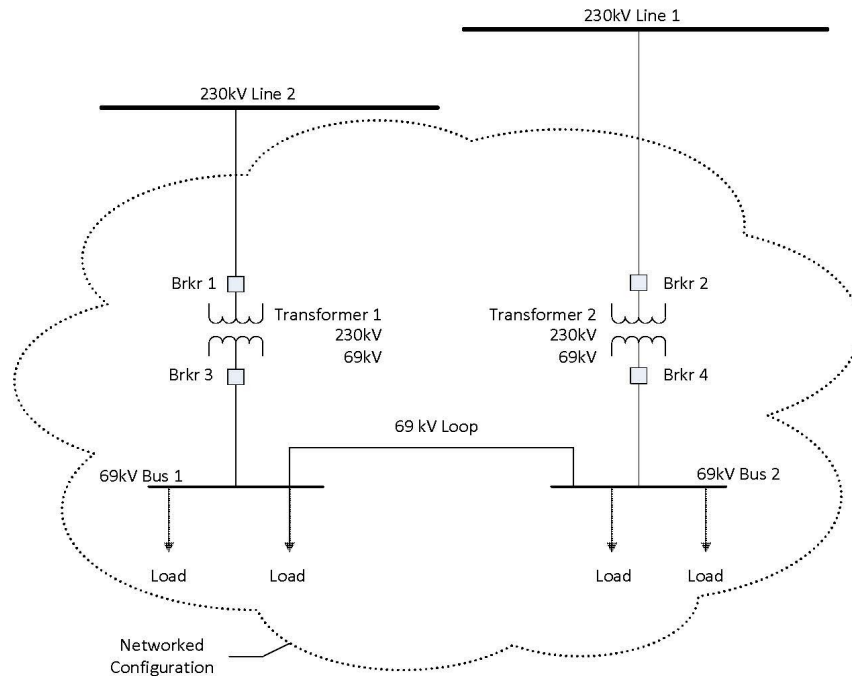 230kV Line 1
230kV Line 2
Brkr 1
Brkr 2
Transformer 1
230kV
69kV
Transformer 2
230kV
69kV
Brkr 3
Brkr 4
69 kV Loop
69kV Bus 1
69kV Bus 2
Load
Load
Load
Load
Networked
Configuration